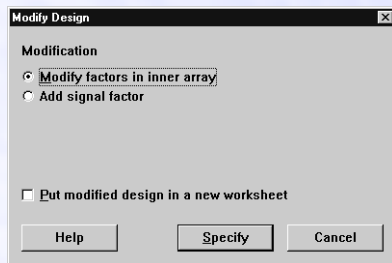 Modify Design
Modification
Modify factors in inner array
Add signal factor
Put modified design in a new worksheet
Help Specify Cancel